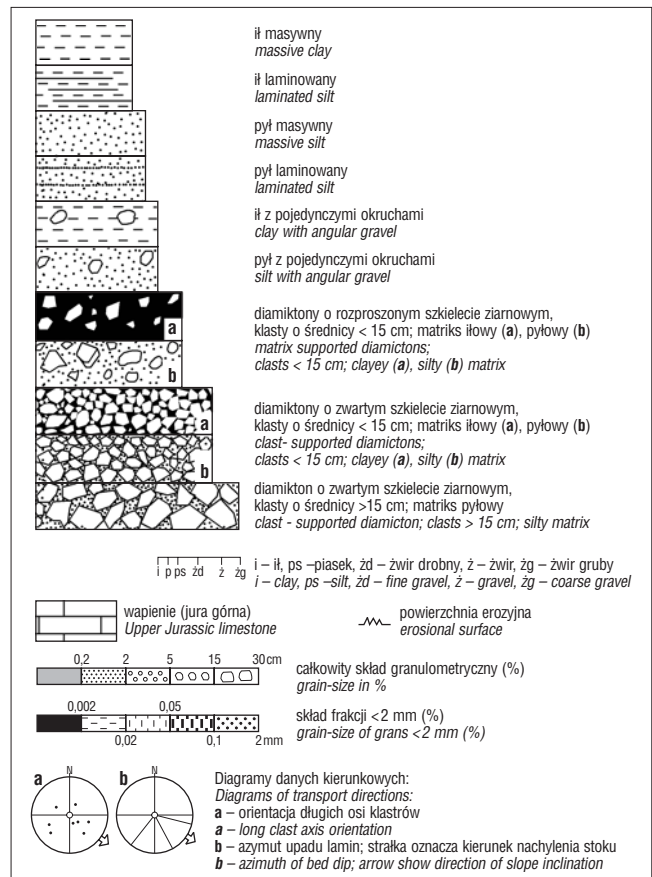 ił masywny
massive clay
ił laminowany
laminated silt
pył masywny
massive silt
pył laminowany
laminated silt
ił z pojedynczymi okruchami
clay with angular gravel
pył z pojedynczymi okruchami
silt with angular gravel
a
diamiktony o rozproszonym szkielecie ziarnowym,
klasty o średnicy < 15 cm; matriks iłowy (a), pyłowy (b)
b
matrix supported diamictons;
clasts < 15 cm; clayey (a), silty (b) matrix
a
diamiktony o zwartym szkielecie ziarnowym,
klasty o średnicy < 15 cm; matriks iłowy (a), pyłowy (b)
b
clast- supported diamictons;
clasts < 15 cm; clayey (a), silty (b) matrix
diamikton o zwartym szkielecie ziarnowym,
klasty o średnicy >15 cm; matriks pyłowy
clast - supported diamicton; clasts > 15 cm; silty matrix
i p ps żd ż żg
i – ił, ps –piasek, żd – żwir drobny, ż – żwir, żg – żwir gruby
i – clay, ps –silt, żd – fine gravel, ż – gravel, żg – coarse gravel
wapienie (jura górna)
Upper Jurassic limestone
powierzchnia erozyjna
erosional surface
0,2 2 5 15 30 cm
całkowity skład granulometryczny (%)
grain-size in %
0,002 0,05
0,02 0,1 2 mm
skład frakcji <2 mm (%)
grain-size of grans <2 mm (%)
a N b N
Diagramy danych kierunkowych:
Diagrams of transport directions:
a – orientacja długich osi klastrów
a – long clast axis orientation
b – azymut upadu lamin; strałka oznacza kierunek nachylenia stoku
b – azimuth of bed dip; arrow show direction of slope inclination